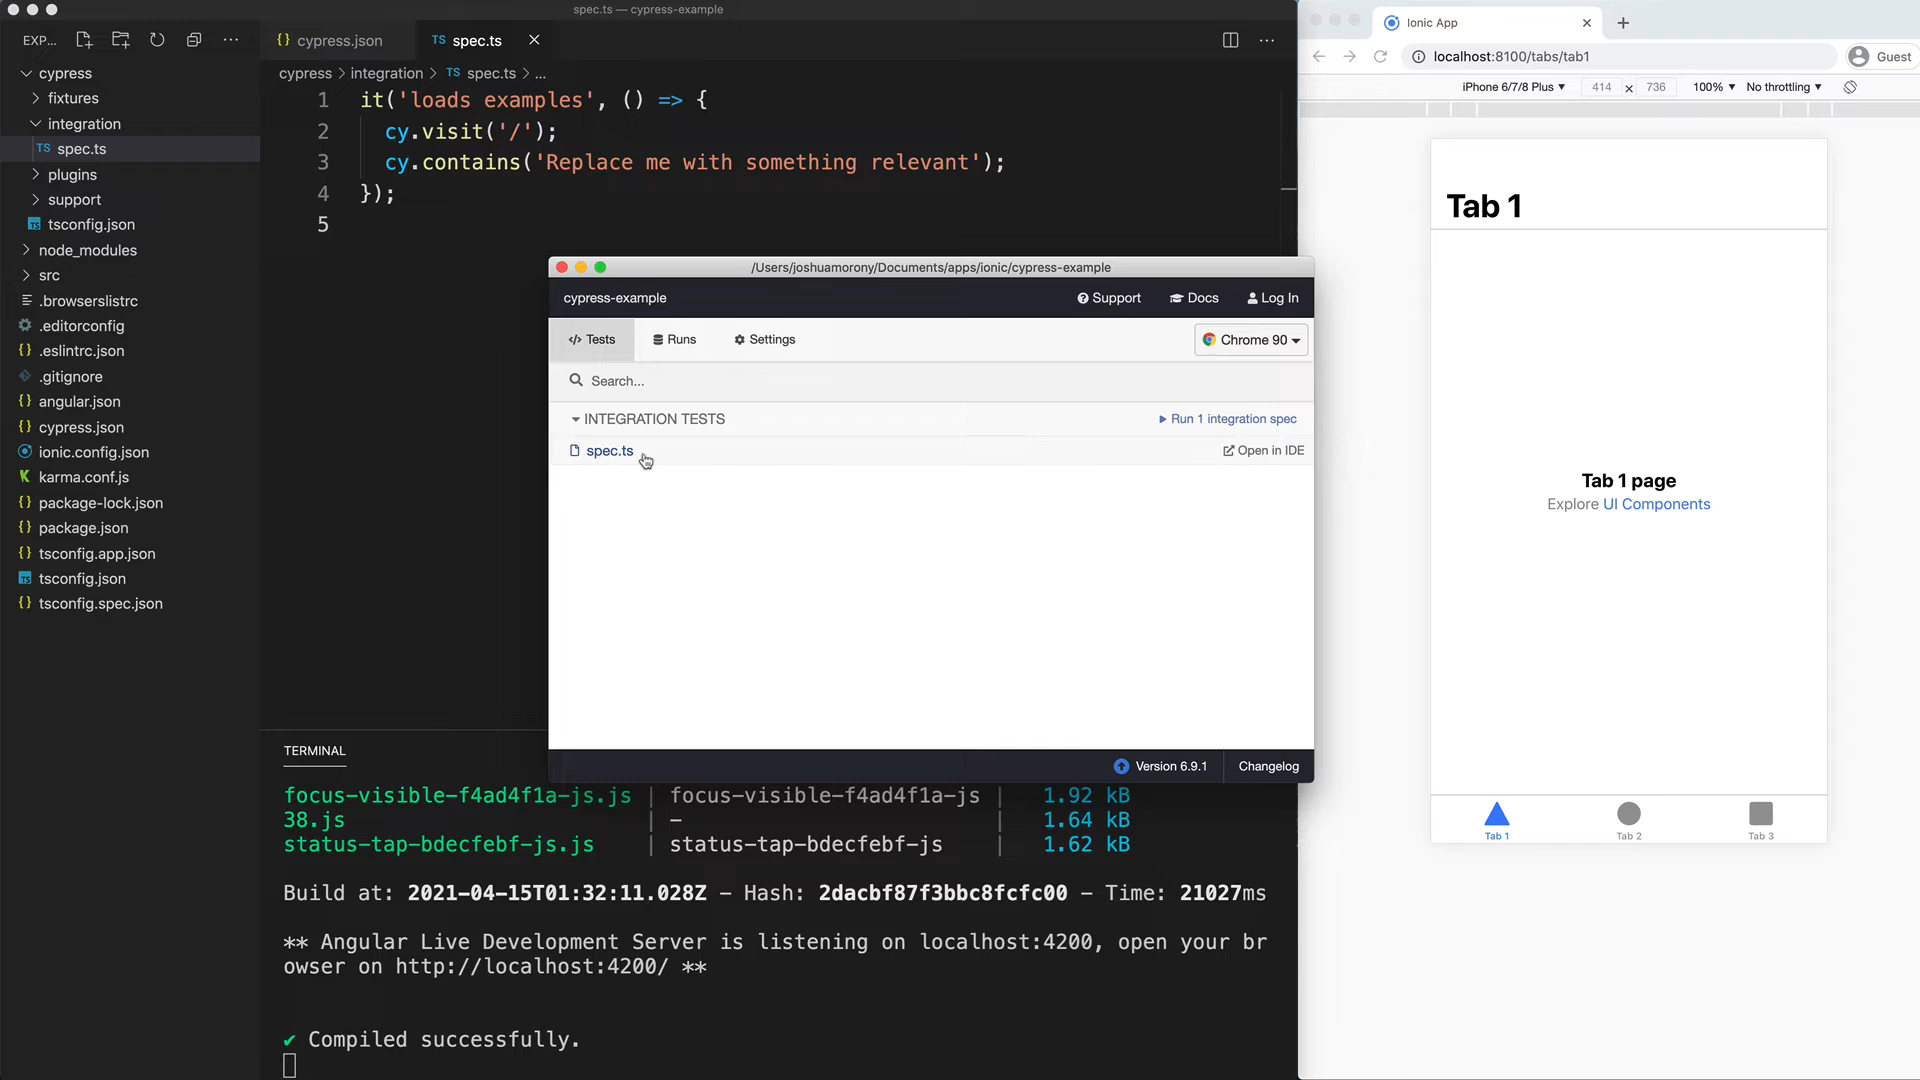 spec.ts — cypress-example
EXP...
cypress
fixtures
integration
TS spec.ts
plugins
support
TS tsconfig.json
node_modules
src
.browserslistrc
.editorconfig
{} .eslintrc.json
.gitignore
{} angular.json
{} cypress.json
ionic.config.json
K karma.conf.js
{} package-lock.json
{} package.json
{} tsconfig.app.json
TS tsconfig.json
{} tsconfig.spec.json
{} cypress.json
TS spec.ts
cypress > integration > TS spec.ts > ...
1 it('loads examples', () => {
2 cy.visit('/');
3 cy.contains('Replace me with something relevant');
4 });
5
/Users/joshuamorony/Documents/apps/ionic/cypress-example
cypress-example
Support
Docs
Log In
</> Tests
Runs
Settings
Chrome 90
Search...
INTEGRATION TESTS
Run 1 integration spec
spec.ts
Open in IDE
Version 6.9.1
Changelog
TERMINAL
focus-visible-f4ad4f1a-js.js | focus-visible-f4ad4f1a-js | 1.92 kB
38.js | - | 1.64 kB
status-tap-bdecfebf-js.js | status-tap-bdecfebf-js | 1.62 kB
Build at: 2021-04-15T01:32:11.028Z - Hash: 2dacbf87f3bbc8fcfc00 - Time: 21027ms
** Angular Live Development Server is listening on localhost:4200, open your br
owser on http://localhost:4200/ **
✔ Compiled successfully.
Ionic App
localhost:8100/tabs/tab1
Guest
iPhone 6/7/8 Plus
414 × 736
100%
No throttling
Tab 1
Tab 1 page
Explore UI Components
Tab 1
Tab 2
Tab 3